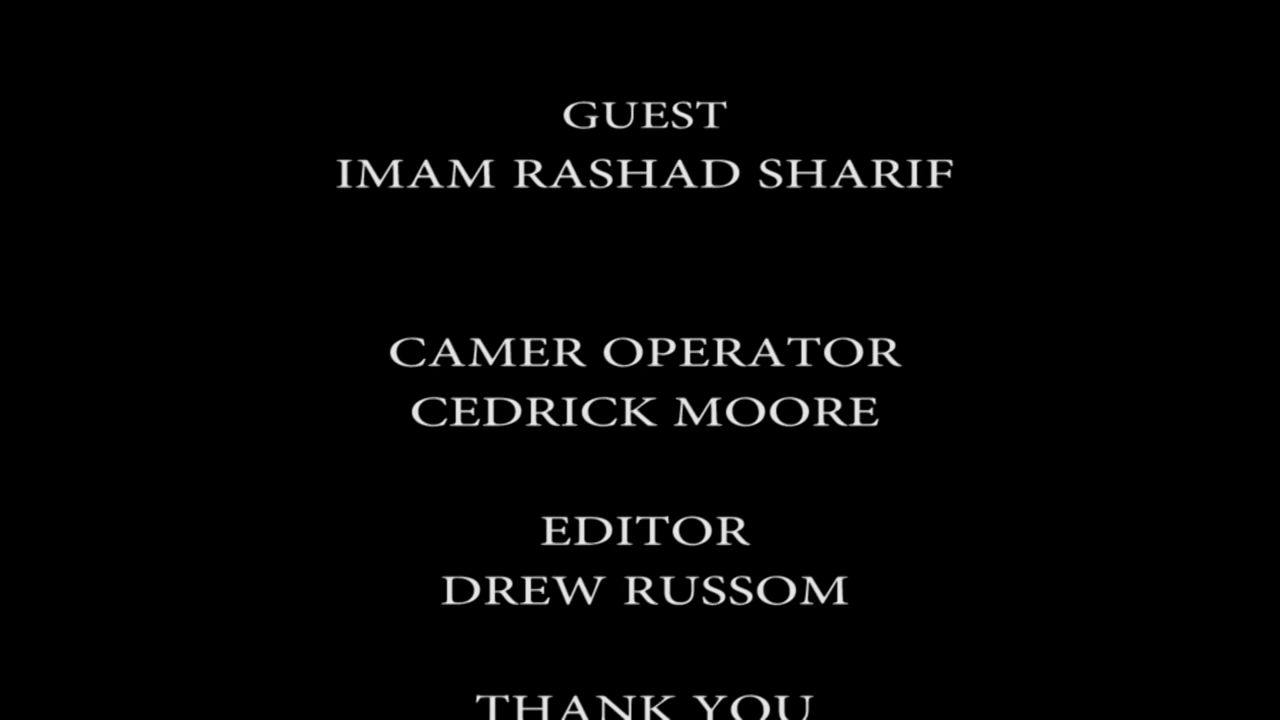 GUEST
IMAM RASHAD SHARIF
CAMER OPERATOR
CEDRICK MOORE
EDITOR
DREW RUSSOM
THANK YOU